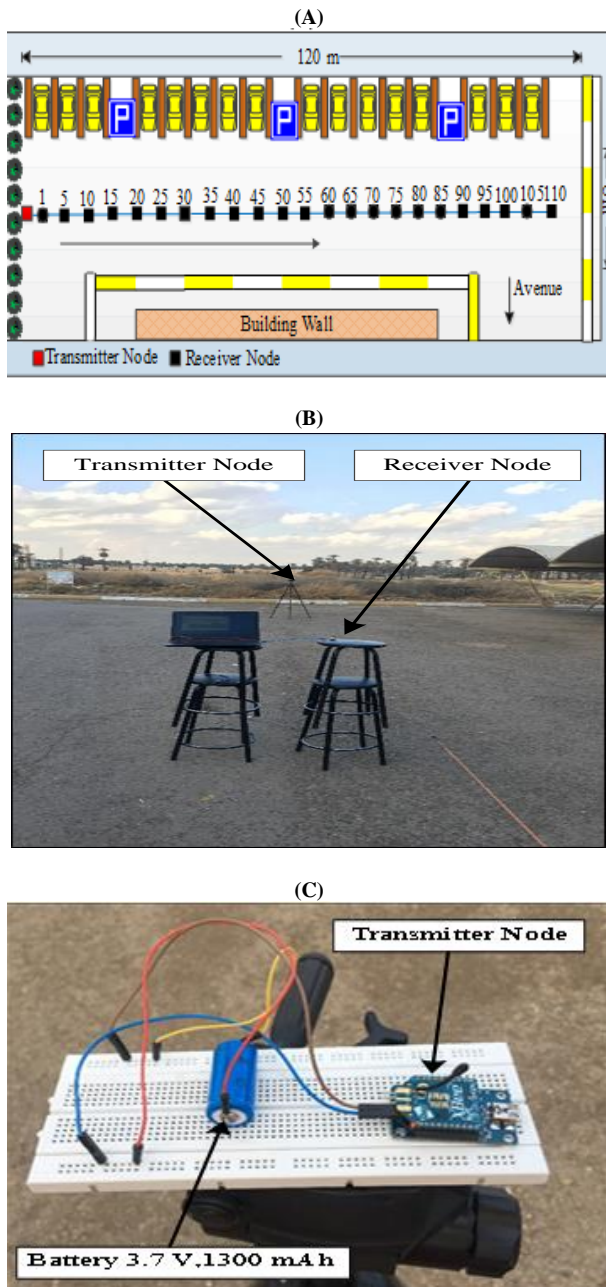 (A)
120 m
P P P
1 5 10 15 20 25 30 35 40 45 50 55 60 65 70 75 80 85 90 95 100 105 110
Avenue
Building Wall
Transmitter Node Receiver Node
(B)
Transmitter Node Receiver Node
(C)
Transmitter Node
Battery 3.7 V,1300 mAh